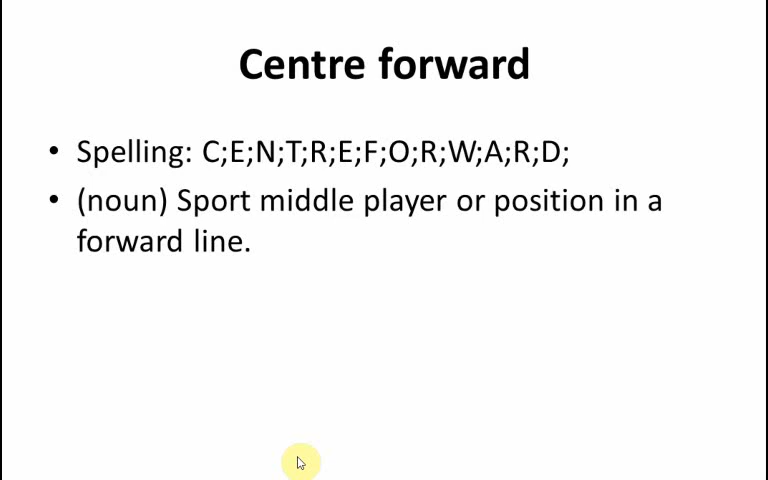 Centre forward
• Spelling: C;E;N;T;R;E;F;O;R;W;A;R;D;
• (noun) Sport middle player or position in a
forward line.